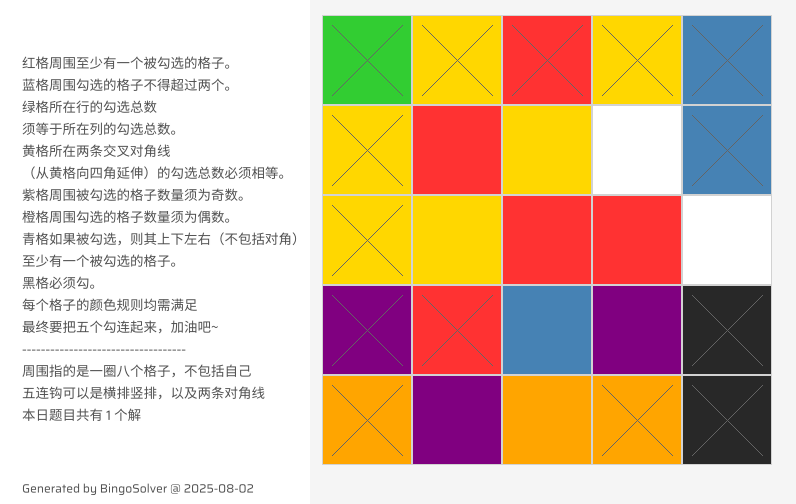 红格周围至少有一个被勾选的格子。
蓝格周围勾选的格子不得超过两个。
绿格所在行的勾选总数
须等于所在列的勾选总数。
黄格所在两条交叉对角线
（从黄格向四角延伸）的勾选总数必须相等。
紫格周围被勾选的格子数量须为奇数。
橙格周围勾选的格子数量须为偶数。
青格如果被勾选，则其上下左右（不包括对角）
至少有一个被勾选的格子。
黑格必须勾。
每个格子的颜色规则均需满足
最终要把五个勾连起来，加油吧~
-----------------------------------
周围指的是一圈八个格子，不包括自己
五连钩可以是横排竖排，以及两条对角线
本日题目共有1个解
Generated by BingoSolver @ 2025-08-02